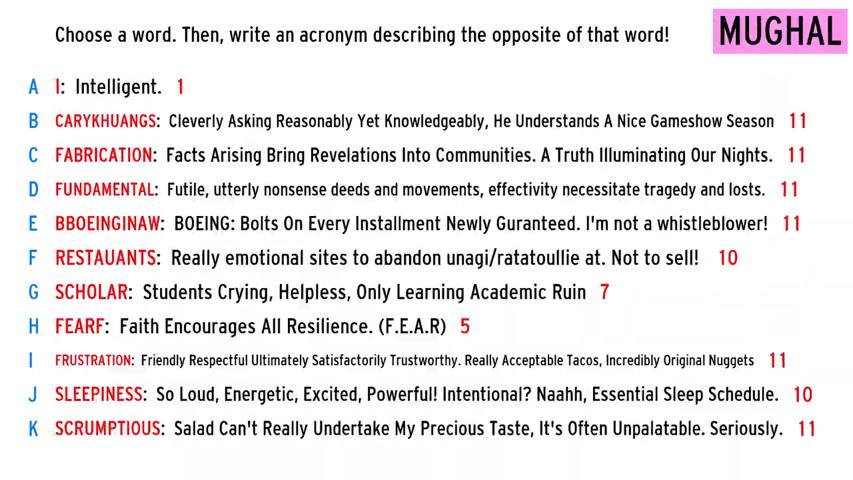 Choose a word. Then, write an acronym describing the opposite of that word!
MUGHAL
A I: Intelligent. 1
B CARYKHUANGS: Cleverly Asking Reasonably Yet Knowledgeably, He Understands A Nice Gameshow Season 11
C FABRICATION: Facts Arising Bring Revelations Into Communities. A Truth Illuminating Our Nights. 11
D FUNDAMENTAL: Futile, utterly nonsense deeds and movements, effectivity necessitate tragedy and losts. 11
E BBOEINGINAW: BOEING: Bolts On Every Installment Newly Guranteed. I'm not a whistleblower! 11
F RESTAUANTS: Really emotional sites to abandon unagi/ratatoullie at. Not to sell! 10
G SCHOLAR: Students Crying, Helpless, Only Learning Academic Ruin 7
H FEARF: Faith Encourages All Resilience. (F.E.A.R) 5
I FRUSTRATION: Friendly Respectful Ultimately Satisfactorily Trustworthy. Really Acceptable Tacos, Incredibly Original Nuggets 11
J SLEEPINESS: So Loud, Energetic, Excited, Powerful! Intentional? Naahh, Essential Sleep Schedule. 10
K SCRUMPTIOUS: Salad Can't Really Undertake My Precious Taste, It's Often Unpalatable. Seriously. 11